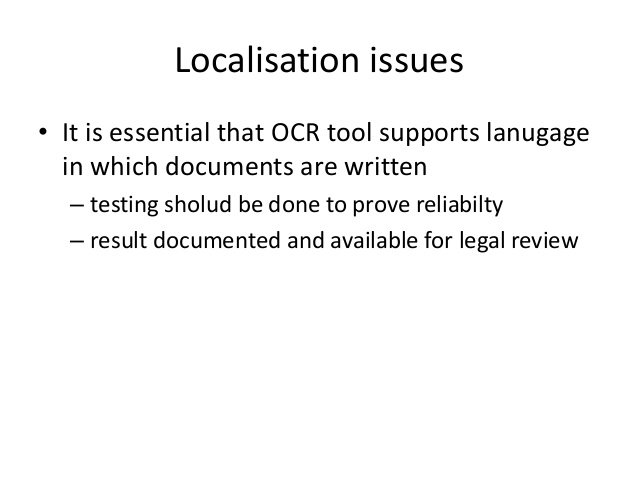 Localisation issues
• It is essential that OCR tool supports lanugage
in which documents are written
– testing sholud be done to prove reliabilty
– result documented and available for legal review